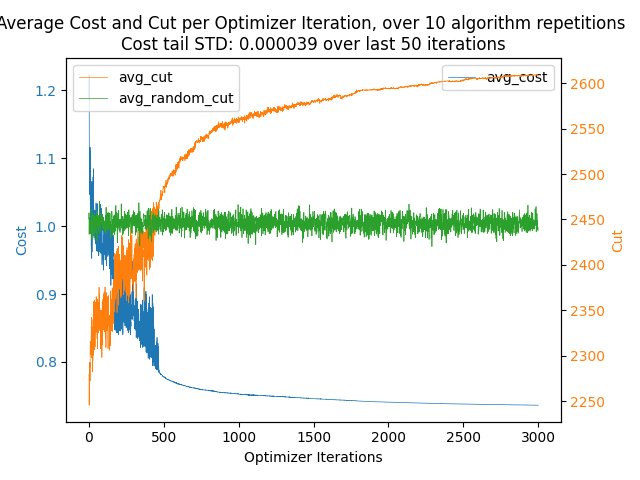 Average Cost and Cut per Optimizer Iteration, over 10 algorithm repetitions
Cost tail STD: 0.000039 over last 50 iterations
avg_cut
avg_random_cut
avg_cost
1.2
1.1
1.0
0.9
0.8
Cost
2600
2550
2500
2450
2400
2350
2300
2250
Cut
0
500
1000
1500
2000
2500
3000
Optimizer Iterations